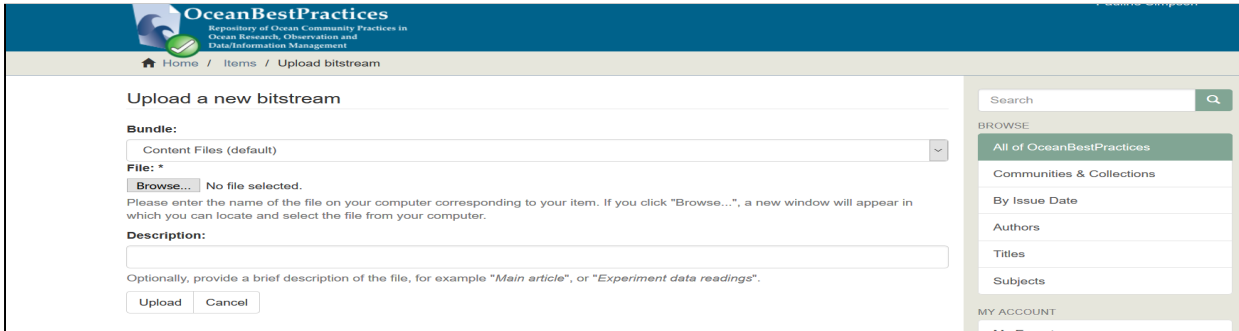 OceanBestPractices
Repository of Ocean Community Practices in
Ocean Research, Observation and
Data/Information Management
Home / Items / Upload bitstream
Upload a new bitstream
Bundle:
Content Files (default)
File: *
Browse... No file selected.
Please enter the name of the file on your computer corresponding to your item. If you click "Browse...", a new window will appear in
which you can locate and select the file from your computer.
Description:
Optionally, provide a brief description of the file, for example "Main article", or "Experiment data readings".
Upload Cancel
Search
BROWSE
All of OceanBestPractices
Communities & Collections
By Issue Date
Authors
Titles
Subjects
MY ACCOUNT